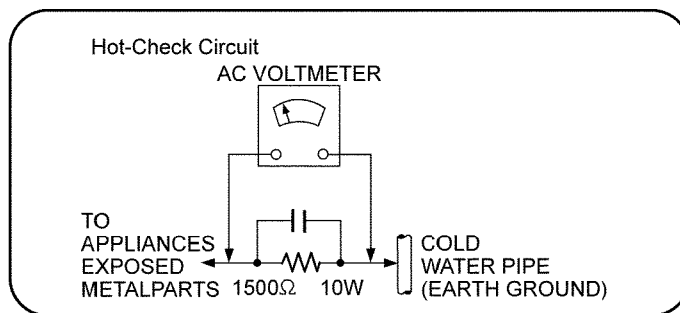 Hot-Check Circuit
AC VOLTMETER
TO
APPLIANCES
EXPOSED
METALPARTS
1500Ω
10W
COLD
WATER PIPE
(EARTH GROUND)